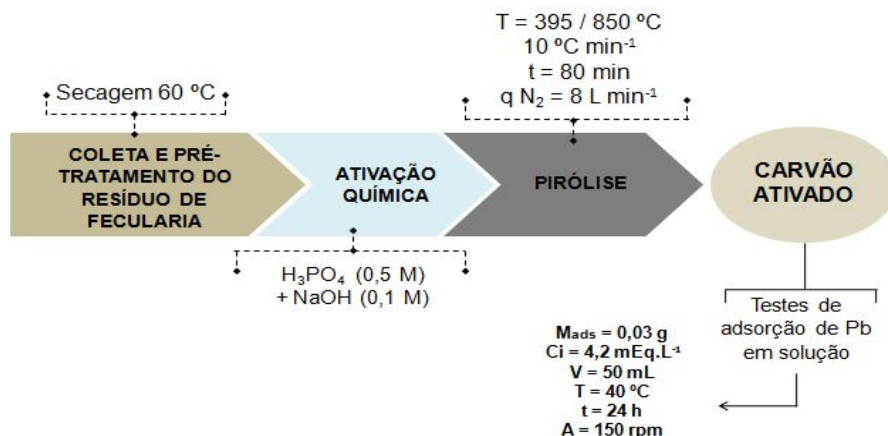 T = 395 / 850 ºC
10 ºC min⁻¹
t = 80 min
q N₂ = 8 L min⁻¹
Secagem 60 ºC
COLETA E PRÉ-
TRATAMENTO DO
RESÍDUO DE
FECULARIA
ATIVAÇÃO
QUÍMICA
PIRÓLISE
CARVÃO
ATIVADO
H₃PO₄ (0,5 M)
+ NaOH (0,1 M)
Testes de
adsorção de Pb
em solução
Mads = 0,03 g
Ci = 4,2 mEq.L⁻¹
V = 50 mL
T = 40 ºC
t = 24 h
A = 150 rpm